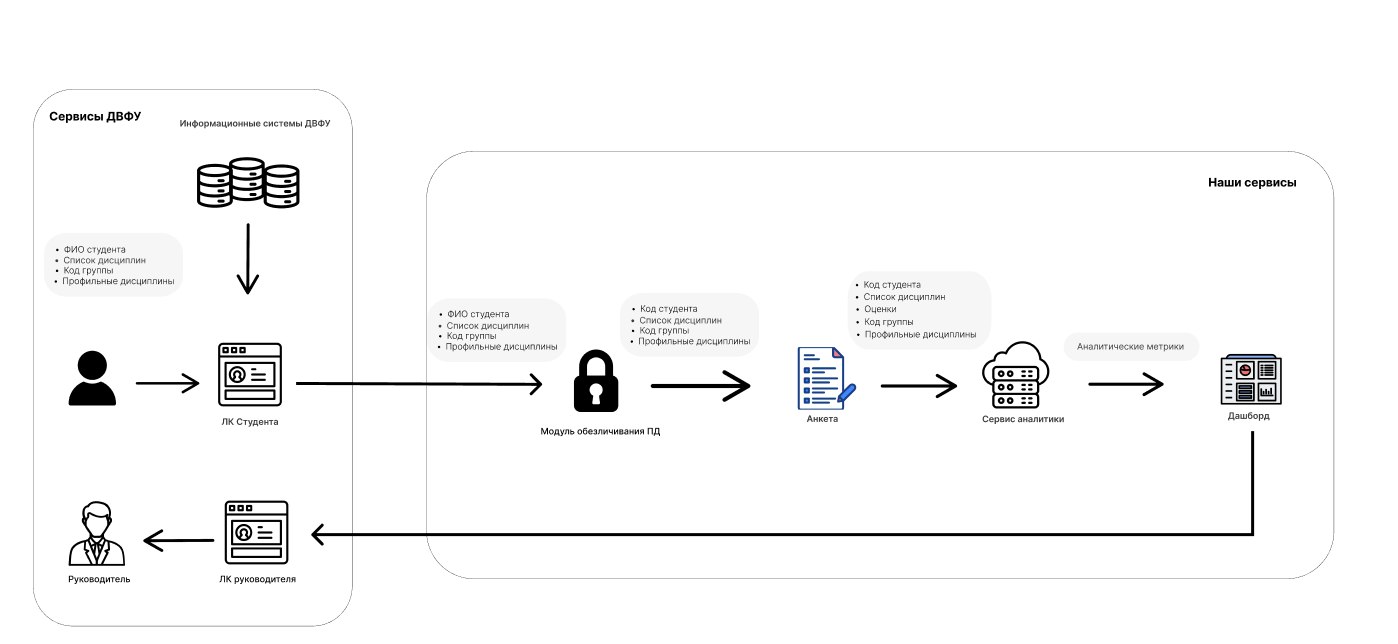 Сервисы ДВФУ
Информационные системы ДВФУ
• ФИО студента
• Список дисциплин
• Код группы
• Профильные дисциплины
ЛК Студента
Руководитель
ЛК руководителя
Наши сервисы
• ФИО студента
• Список дисциплин
• Код группы
• Профильные дисциплины
Модуль обезличивания ПД
• Код студента
• Список дисциплин
• Код группы
• Профильные дисциплины
Анкета
• Код студента
• Список дисциплин
• Оценки
• Код группы
• Профильные дисциплины
Сервис аналитики
Аналитические метрики
Дашборд